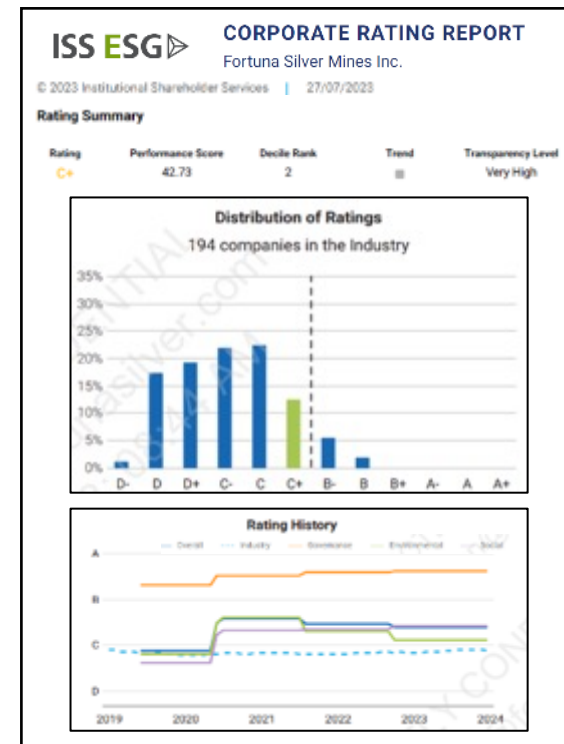 ISS ESG
CORPORATE RATING REPORT
Fortuna Silver Mines Inc.
© 2023 Institutional Shareholder Services | 27/07/2023
Rating Summary
Rating Performance Score Decile Rank Trend Transparency Level
C+ 42.73 2 Very High
Distribution of Ratings
194 companies in the Industry
35%
30%
25%
20%
15%
10%
5%
0%
D- D D+ C- C C+ B- B B+ A- A A+
Rating History
Overall Industry Governance Environmental Social
A
B
C
D
2019 2020 2021 2022 2023 2024